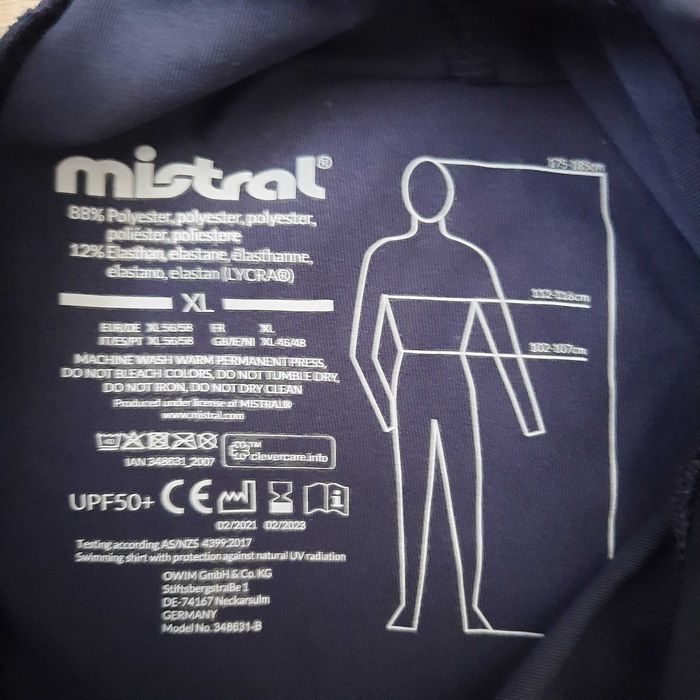 mistral®
88% Polyester, polyester, polyester,
poliéster, poliestere
12% Elasthan, elastane, élasthanne,
elastano, elastan (LYCRA®)
XL
EUR/DE XL 56/58 FR XL
IT/ES/PT XL 56/58 GB/IE/NI XL 46/48
MACHINE WASH WARM PERMANENT PRESS,
DO NOT BLEACH COLORS, DO NOT TUMBLE DRY,
DO NOT IRON, DO NOT DRY CLEAN
Produced under license of MISTRAL®
www.mistral.com
clevercare.info
IAN 348631_2007
UPF50+ CE
02/2021 02/2023
Testing according AS/NZS 4399:2017
Swimming shirt with protection against natural UV radiation
OWIM GmbH & Co. KG
Stiftsbergstraße 1
DE-74167 Neckarsulm
GERMANY
Model No. 348631-B
175-185cm
112-118cm
102-107cm